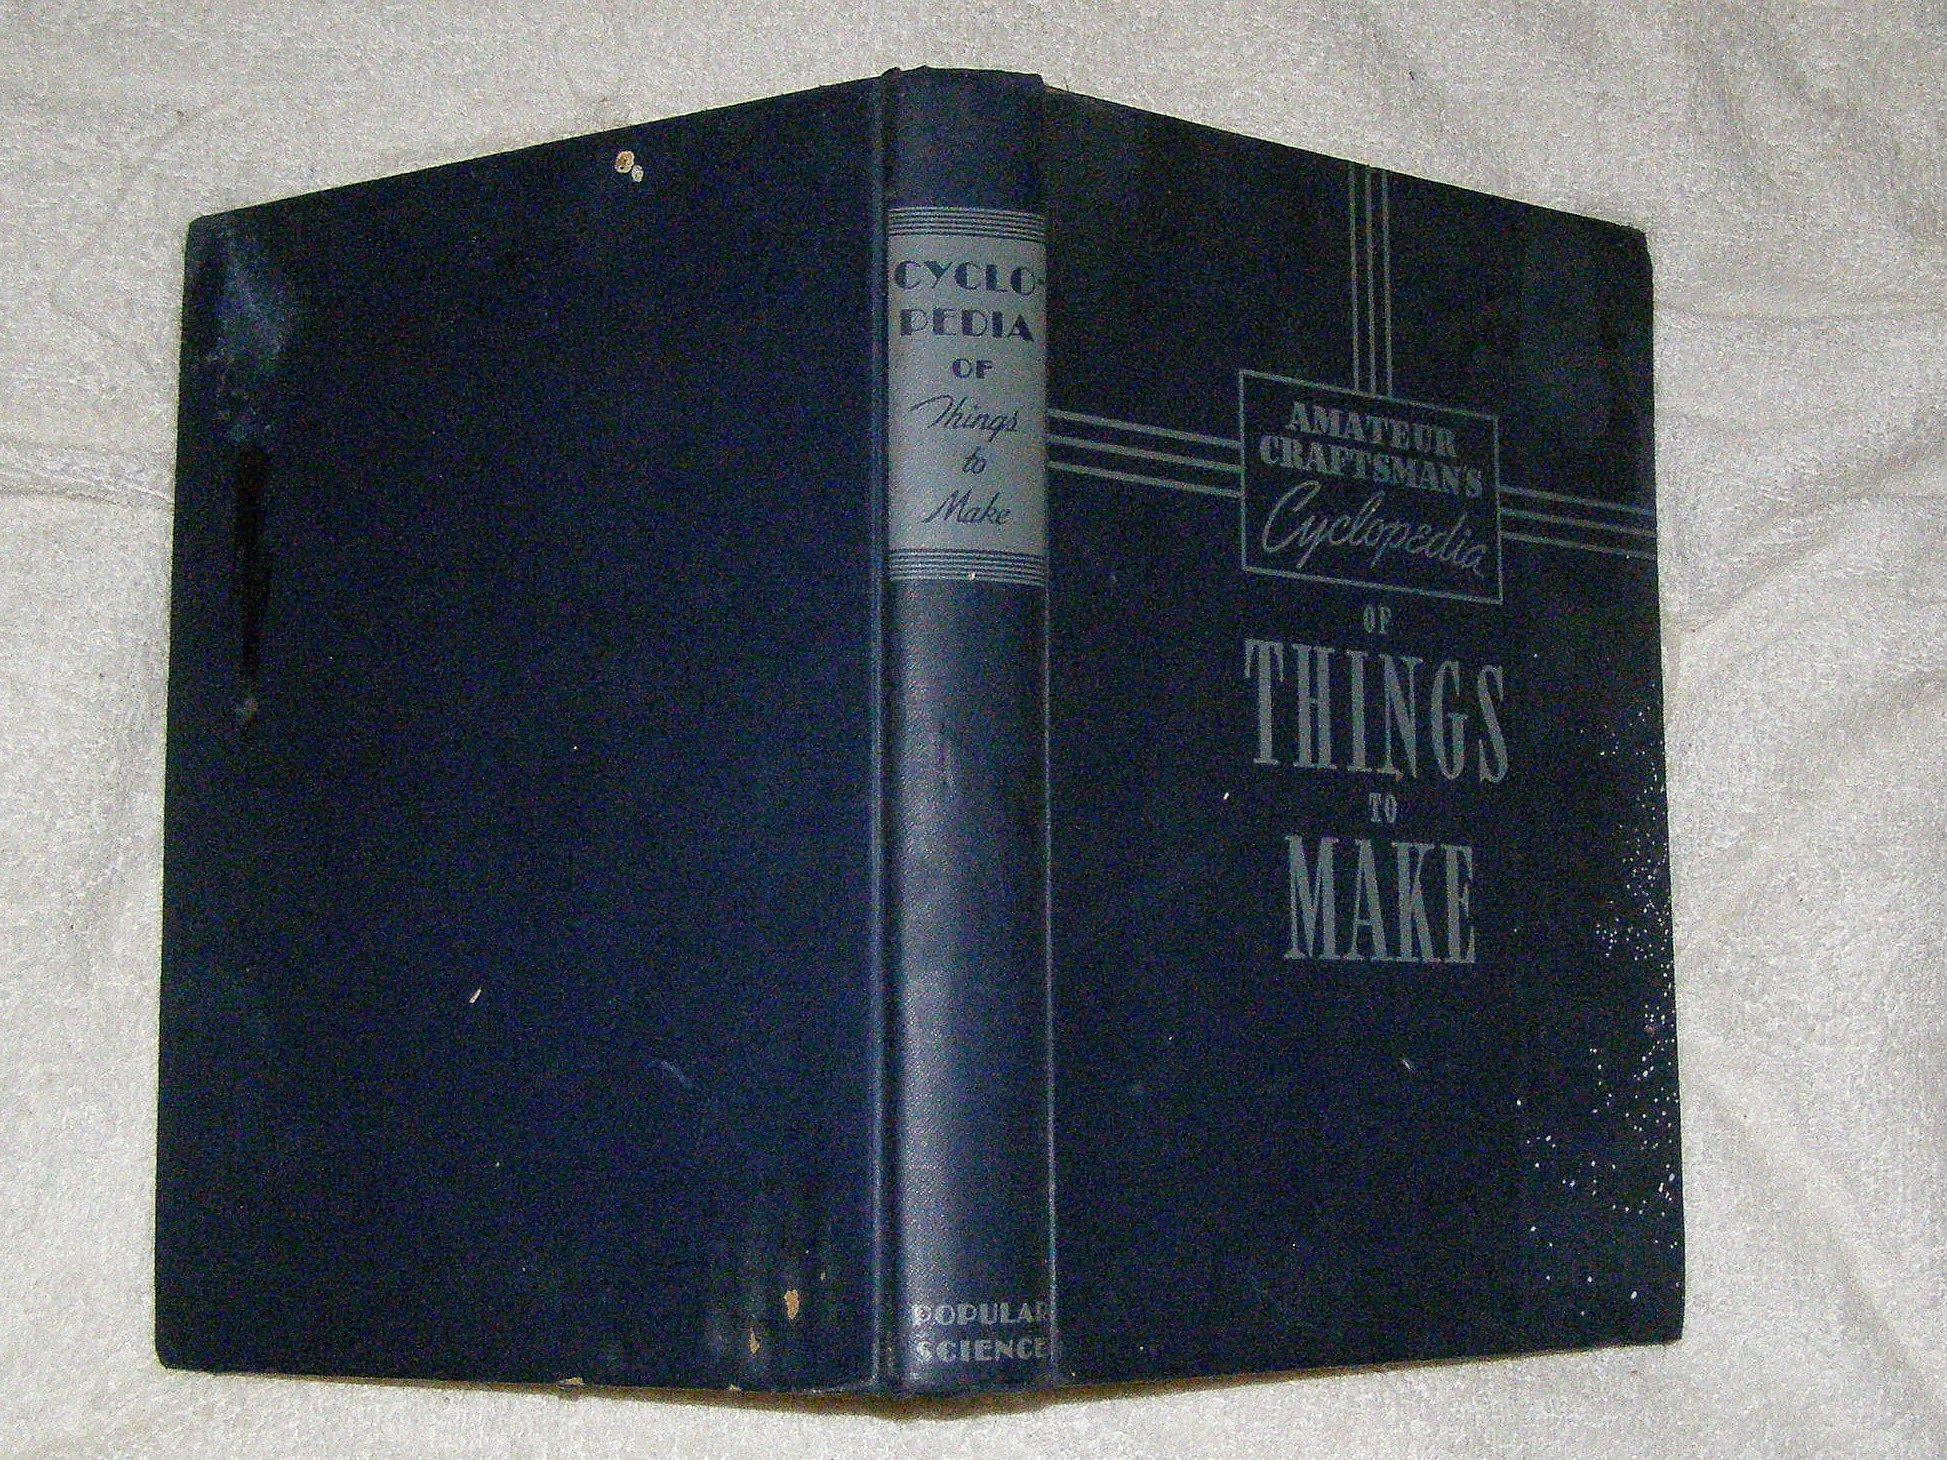 CYCLO-
PEDIA
OF
Things
to
Make
POPULAR
SCIENCE
AMATEUR
CRAFTSMAN'S
Cyclopedia
OF
THINGS
TO
MAKE